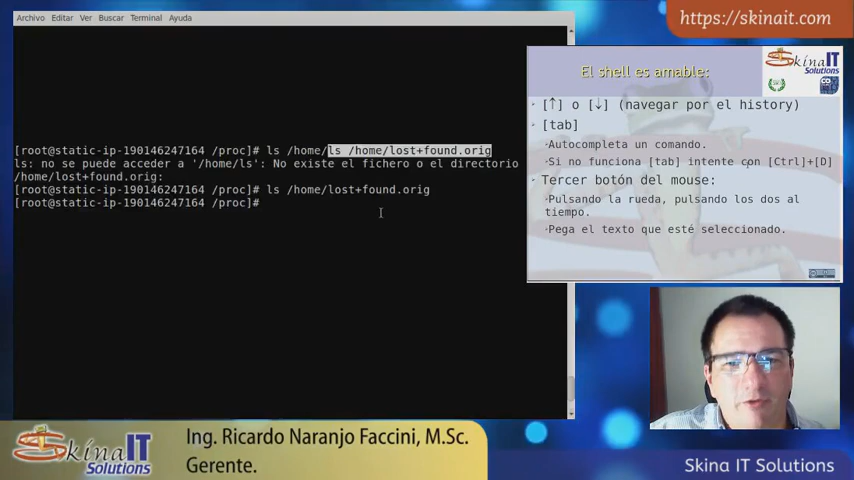 Archivo Editar Ver Buscar Terminal Ayuda
https://skinait.com
[root@static-ip-190146247164 /proc]# ls /home/ls /home/lost+found.orig
ls: no se puede acceder a '/home/ls': No existe el fichero o el directorio
/home/lost+found.orig:
[root@static-ip-190146247164 /proc]# ls /home/lost+found.orig
[root@static-ip-190146247164 /proc]#
El shell es amable:
SkinaIT
Solutions
[↑] o [↓] (navegar por el history)
[tab]
Autocompleta un comando.
Si no funciona [tab] intente con [Ctrl]+[D]
Tercer botón del mouse:
Pulsando la rueda, pulsando los dos al
tiempo.
Pega el texto que esté seleccionado.
SkínaIT
Solutions
Ing. Ricardo Naranjo Faccini, M.Sc.
Gerente.
Skina IT Solutions